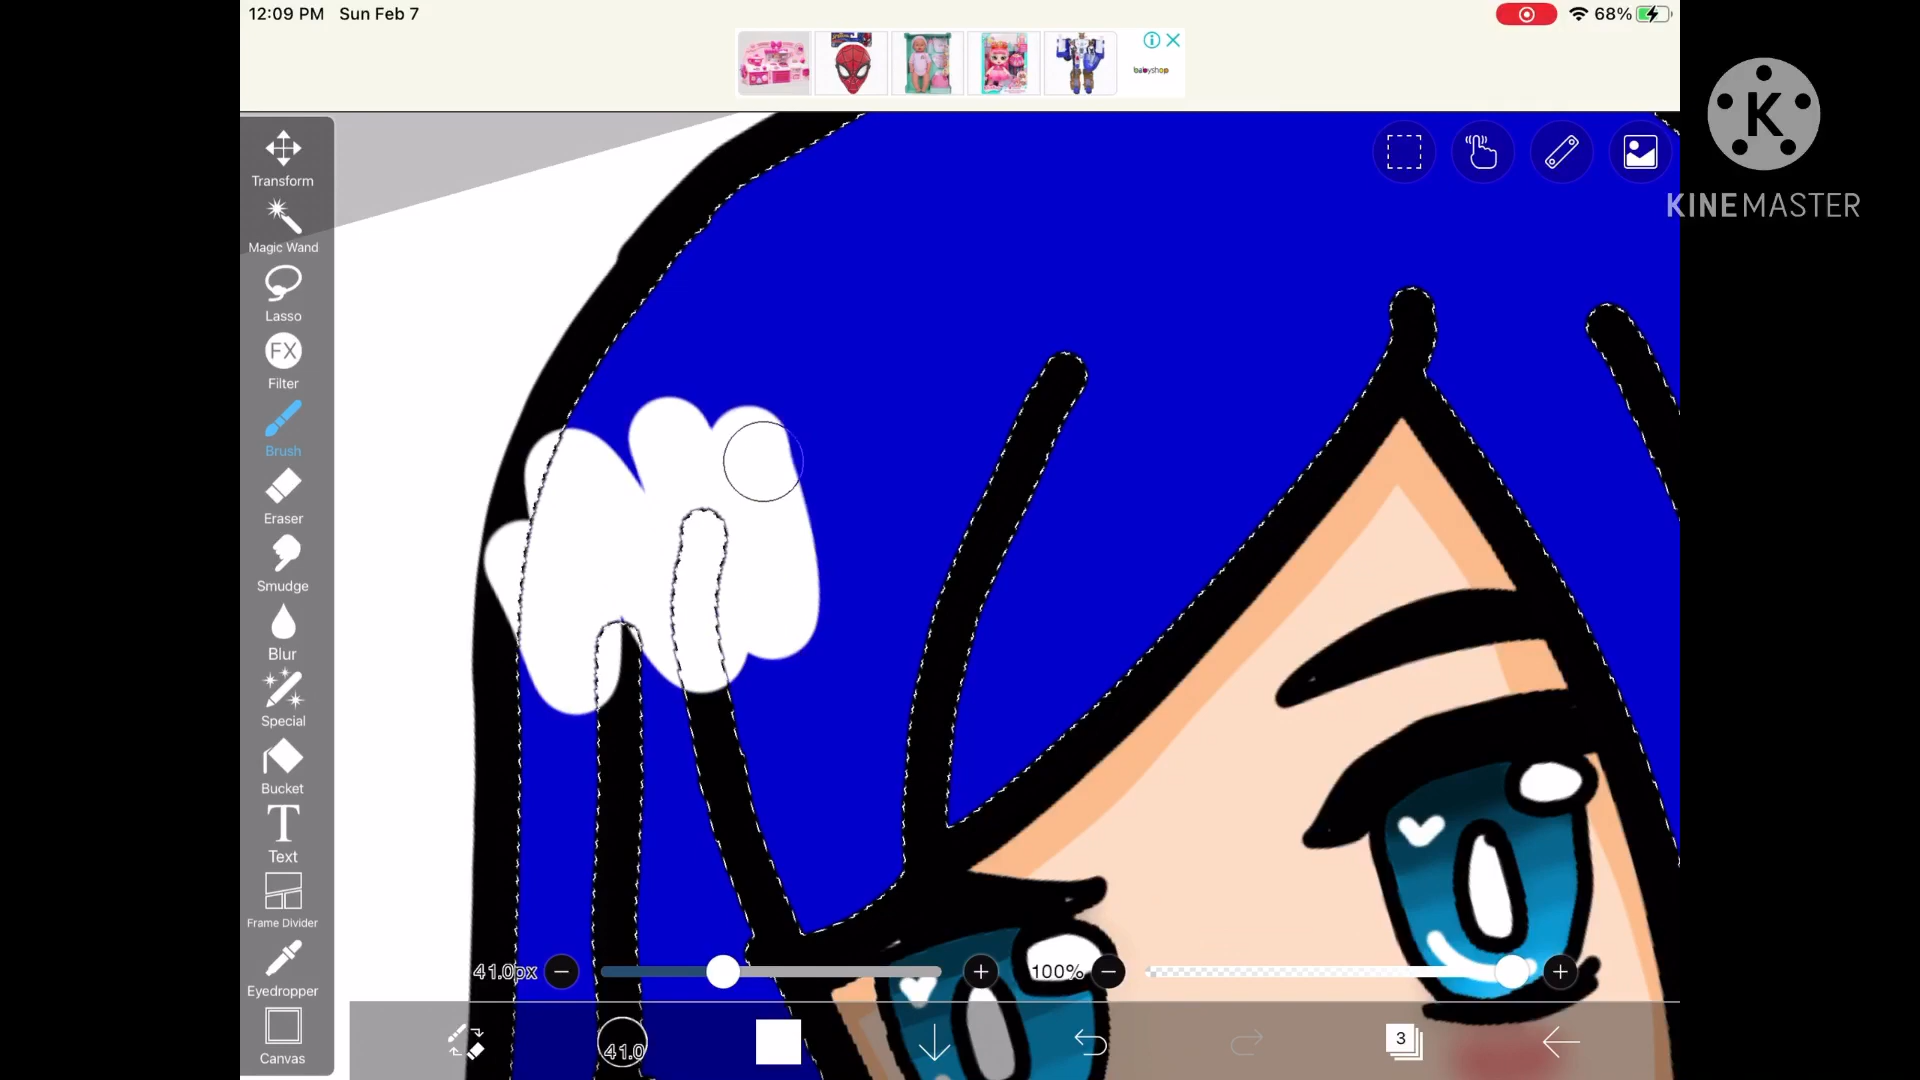 12:09 PM Sun Feb 7
68%
babyshop
K
KINEMASTER
Transform
Magic Wand
Lasso
FX
Filter
Brush
Eraser
Smudge
Blur
Special
Bucket
T
Text
Frame Divider
Eyedropper
Canvas
41.0px
100%
41.0
3